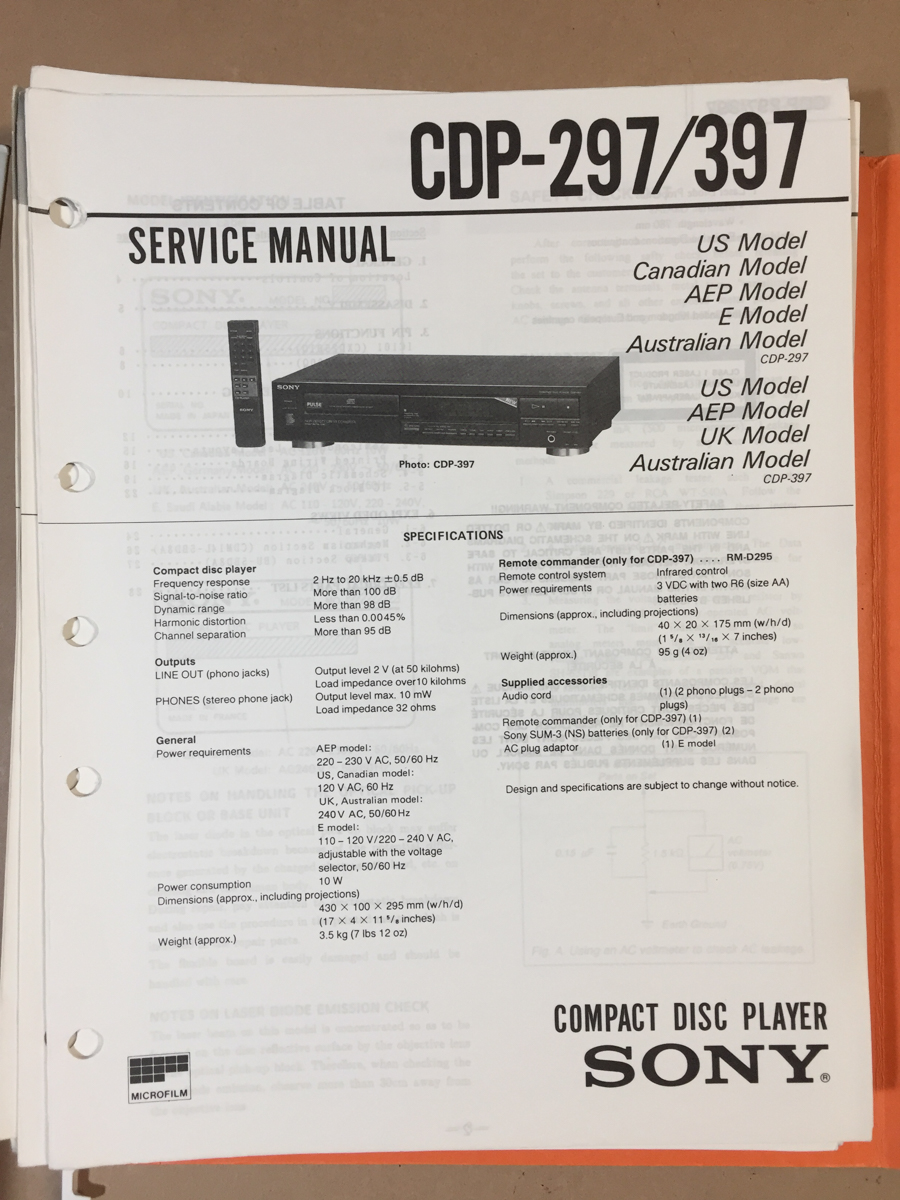 CDP-297/397
SERVICE MANUAL
US Model
Canadian Model
AEP Model
E Model
Australian Model
CDP-297
US Model
AEP Model
UK Model
Australian Model
CDP-397
SONY
PULSE
SONY
Photo: CDP-397
SPECIFICATIONS
Compact disc player
Frequency response 2 Hz to 20 kHz ±0.5 dB
Signal-to-noise ratio More than 100 dB
Dynamic range More than 98 dB
Harmonic distortion Less than 0.0045%
Channel separation More than 95 dB
Outputs
LINE OUT (phono jacks) Output level 2 V (at 50 kilohms)
Load impedance over10 kilohms
PHONES (stereo phone jack) Output level max. 10 mW
Load impedance 32 ohms
General
Power requirements AEP model:
220 – 230 V AC, 50/60 Hz
US, Canadian model:
120 V AC, 60 Hz
UK, Australian model:
240 V AC, 50/60 Hz
E model:
110 – 120 V/220 – 240 V AC,
adjustable with the voltage
selector, 50/60 Hz
Power consumption 10 W
Dimensions (approx., including projections)
430 × 100 × 295 mm (w/h/d)
(17 × 4 × 11 5/8 inches)
Weight (approx.) 3.5 kg (7 lbs 12 oz)
Remote commander (only for CDP-397) .... RM-D295
Remote control system Infrared control
Power requirements 3 VDC with two R6 (size AA)
batteries
Dimensions (approx., including projections)
40 × 20 × 175 mm (w/h/d)
(1 5/8 × 13/16 × 7 inches)
Weight (approx.) 95 g (4 oz)
Supplied accessories
Audio cord (1) (2 phono plugs – 2 phono
plugs)
Remote commander (only for CDP-397) (1)
Sony SUM-3 (NS) batteries (only for CDP-397) (2)
AC plug adaptor (1) E model
Design and specifications are subject to change without notice.
MICROFILM
COMPACT DISC PLAYER
SONY®